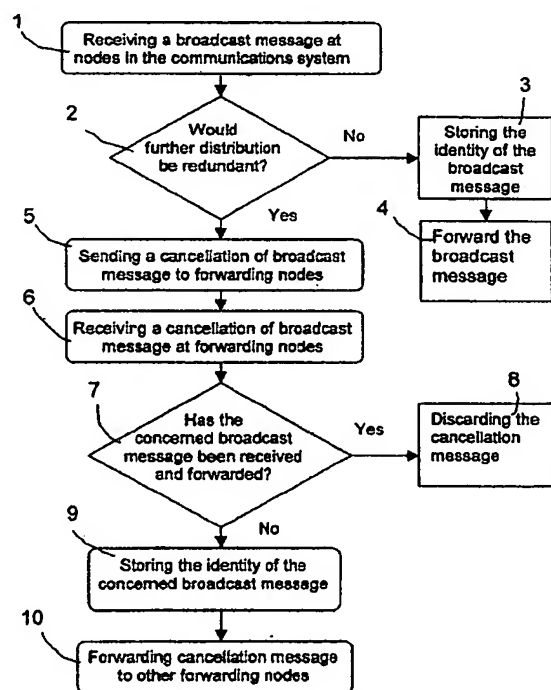 1
Receiving a broadcast message at
nodes in the communications system
2
Would
further distribution
be redundant?
No
3
Storing the
identity of the
broadcast
message
Yes
4
Forward the
broadcast
message
5
Sending a cancellation of broadcast
message to forwarding nodes
6
Receiving a cancellation of broadcast
message at forwarding nodes
7
Has the
concerned broadcast
message been received
and forwarded?
Yes
8
Discarding the
cancellation
message
No
9
Storing the identity of the
concerned broadcast message
10
Forwarding cancellation message
to other forwarding nodes